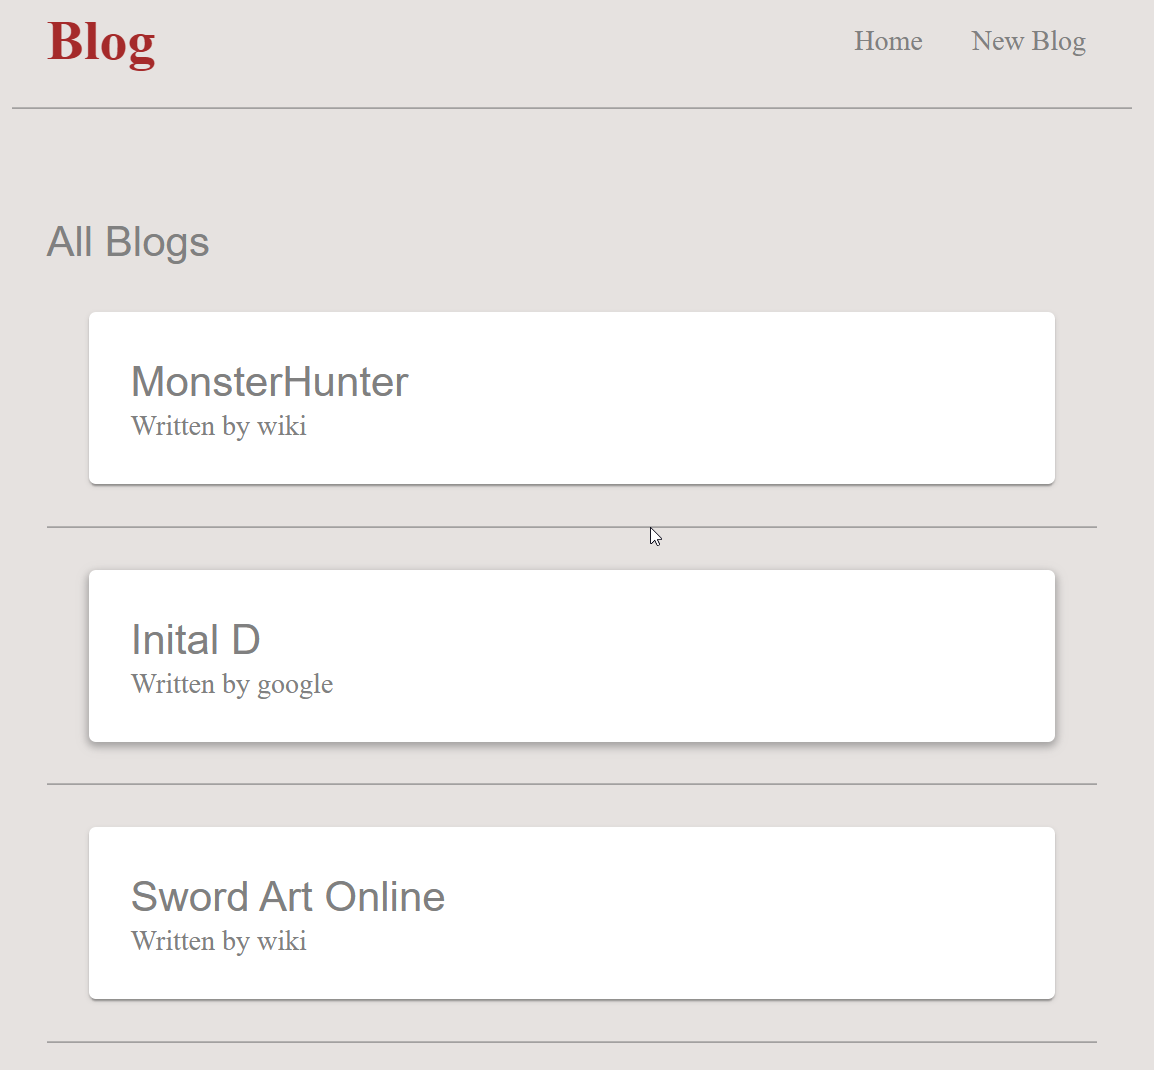 Blog
Home
New Blog
All Blogs
MonsterHunter
Written by wiki
Inital D
Written by google
Sword Art Online
Written by wiki